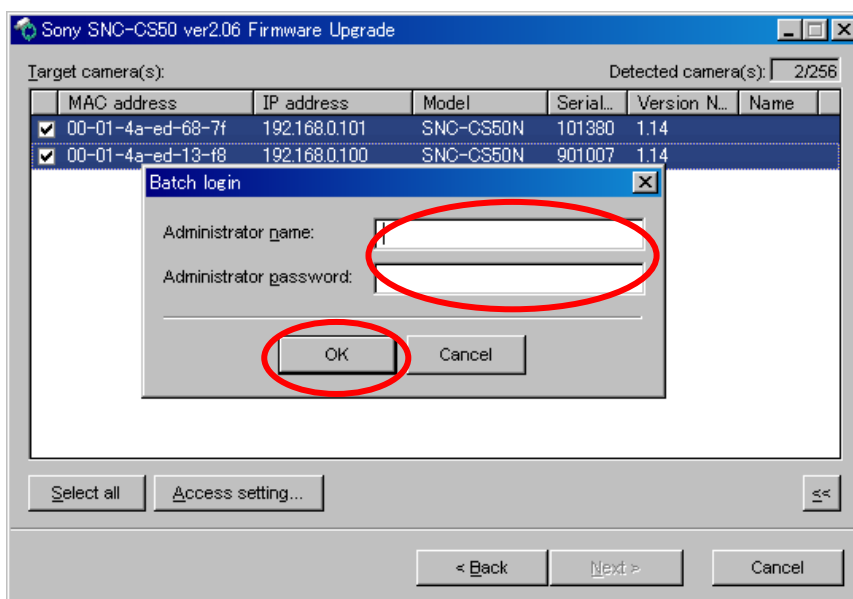 Sony SNC-CS50 ver2.06 Firmware Upgrade
Target camera(s): Detected camera(s): 2/256
MAC address IP address Model Serial... Version N... Name
00-01-4a-ed-68-7f 192.168.0.101 SNC-CS50N 101380 1.14
00-01-4a-ed-13-f8 192.168.0.100 SNC-CS50N 901007 1.14
Batch login
Administrator name:
Administrator password:
OK Cancel
Select all Access setting... <<
< Back Next > Cancel